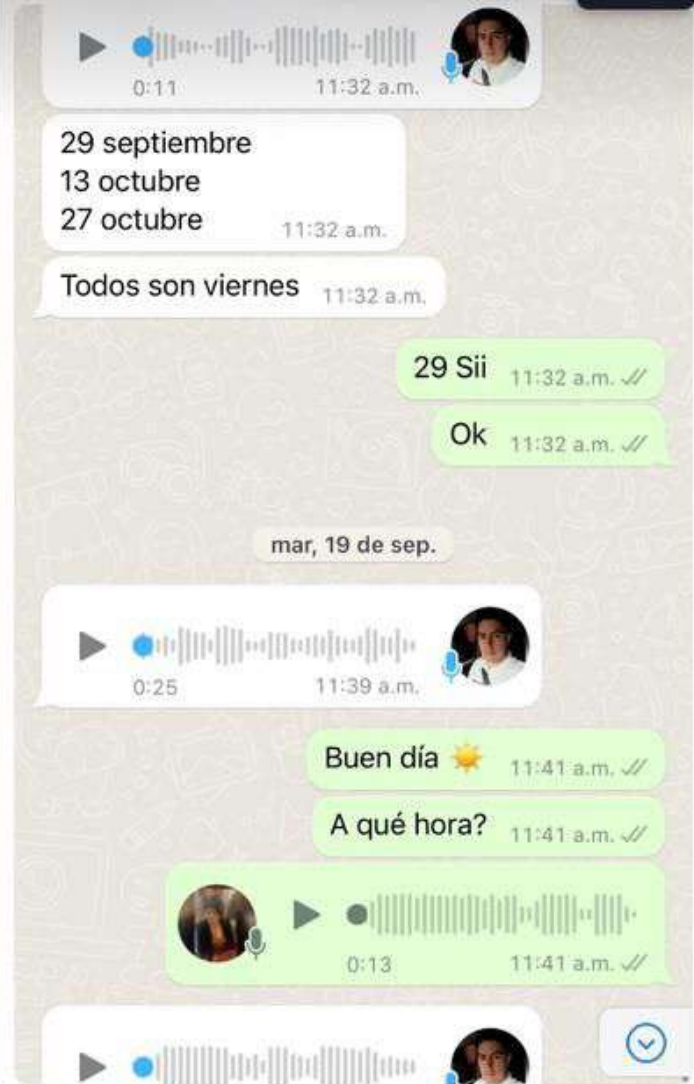 0:11 11:32 a.m.
29 septiembre
13 octubre
27 octubre 11:32 a.m.
Todos son viernes 11:32 a.m.
29 Sii 11:32 a.m.
Ok 11:32 a.m.
mar, 19 de sep.
0:25 11:39 a.m.
Buen día ☀️ 11:41 a.m.
A qué hora? 11:41 a.m.
0:13 11:41 a.m.